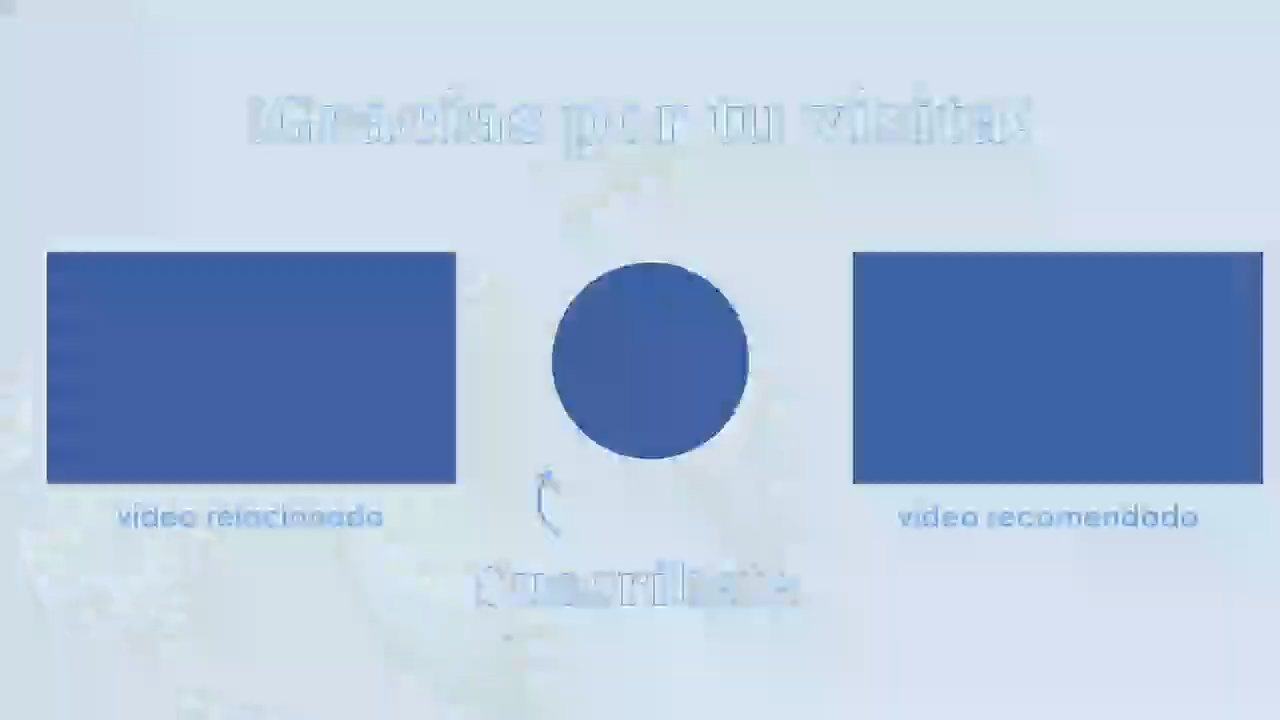 ¡Gracias por tu visita!
video relacionado
video recomendado
Suscríbete